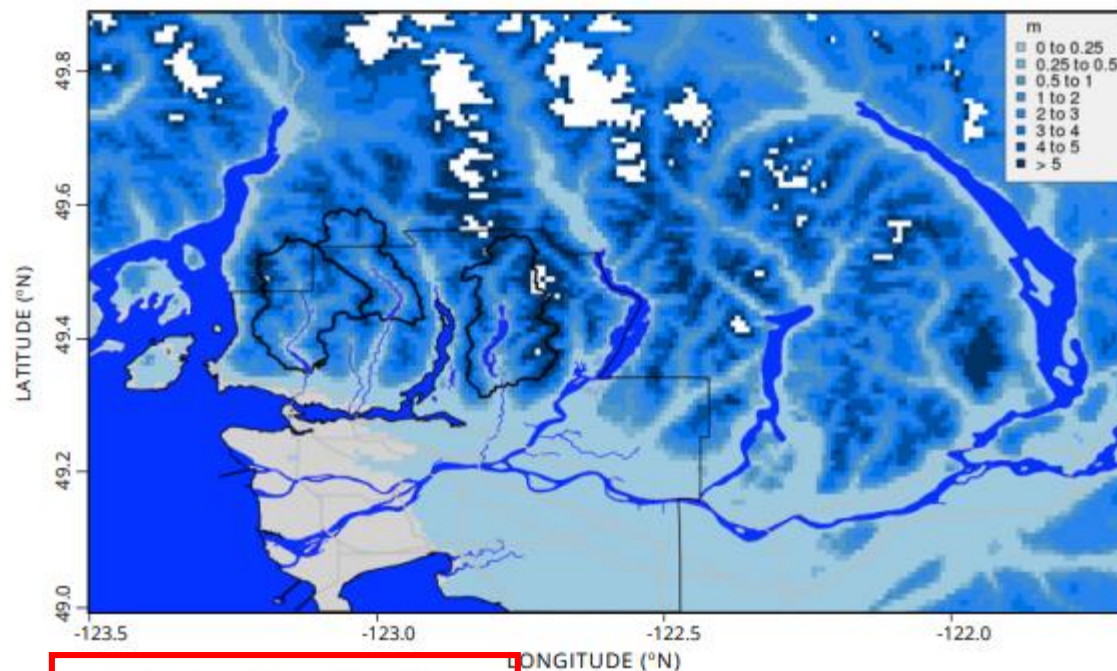 m
0 to 0.25
0.25 to 0.5
0.5 to 1
1 to 2
2 to 3
3 to 4
4 to 5
> 5
49.8
49.6
49.4
49.2
49.0
LATITUDE (°N)
-123.5 -123.0 -122.5 -122.0
LONGITUDE (°N)